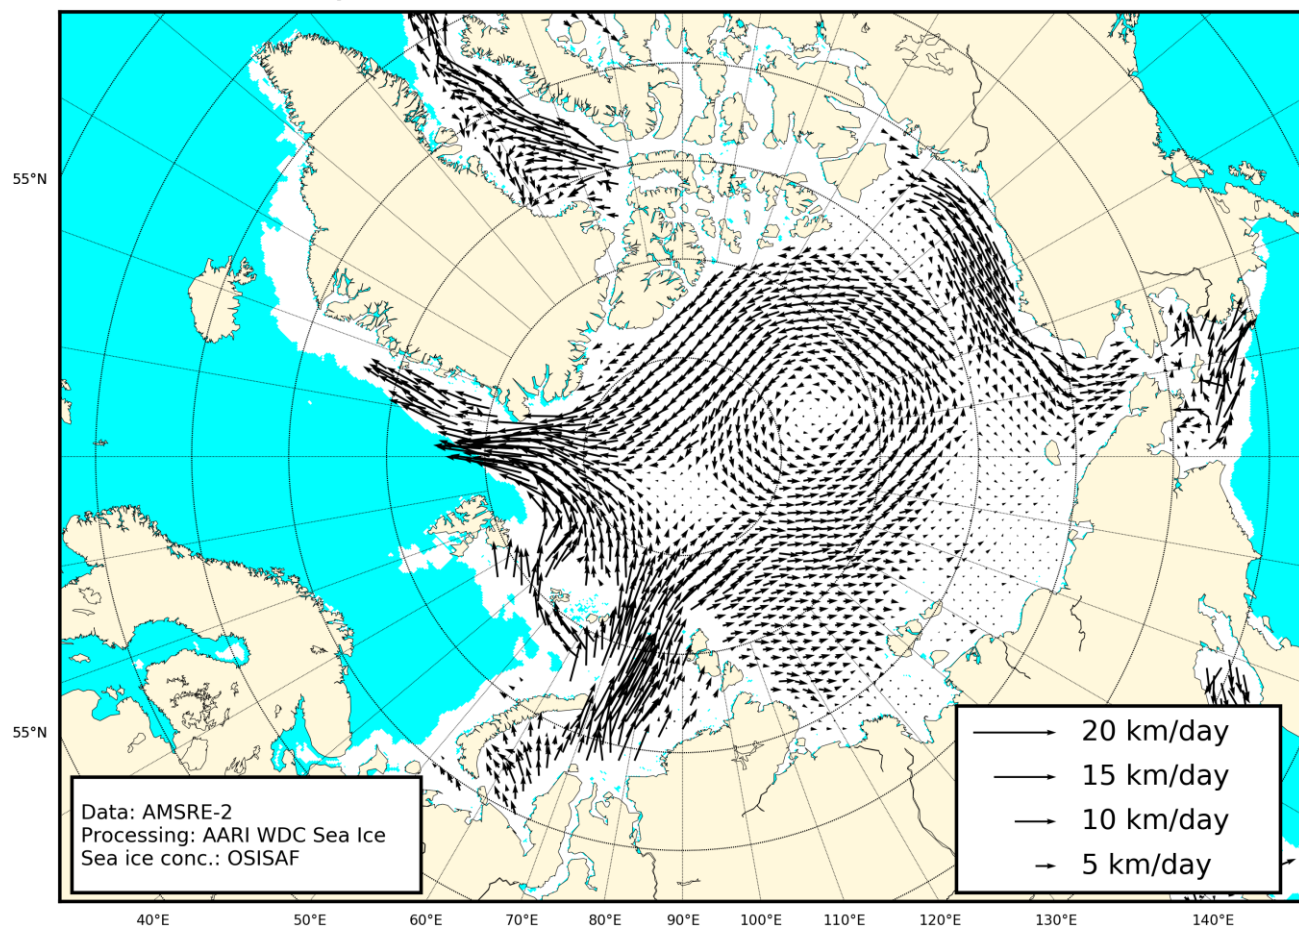 55°N
55°N
20 km/day
15 km/day
10 km/day
5 km/day
Data: AMSRE-2
Processing: AARI WDC Sea Ice
Sea ice conc.: OSISAF
40°E 50°E 60°E 70°E 80°E 90°E 100°E 110°E 120°E 130°E 140°E